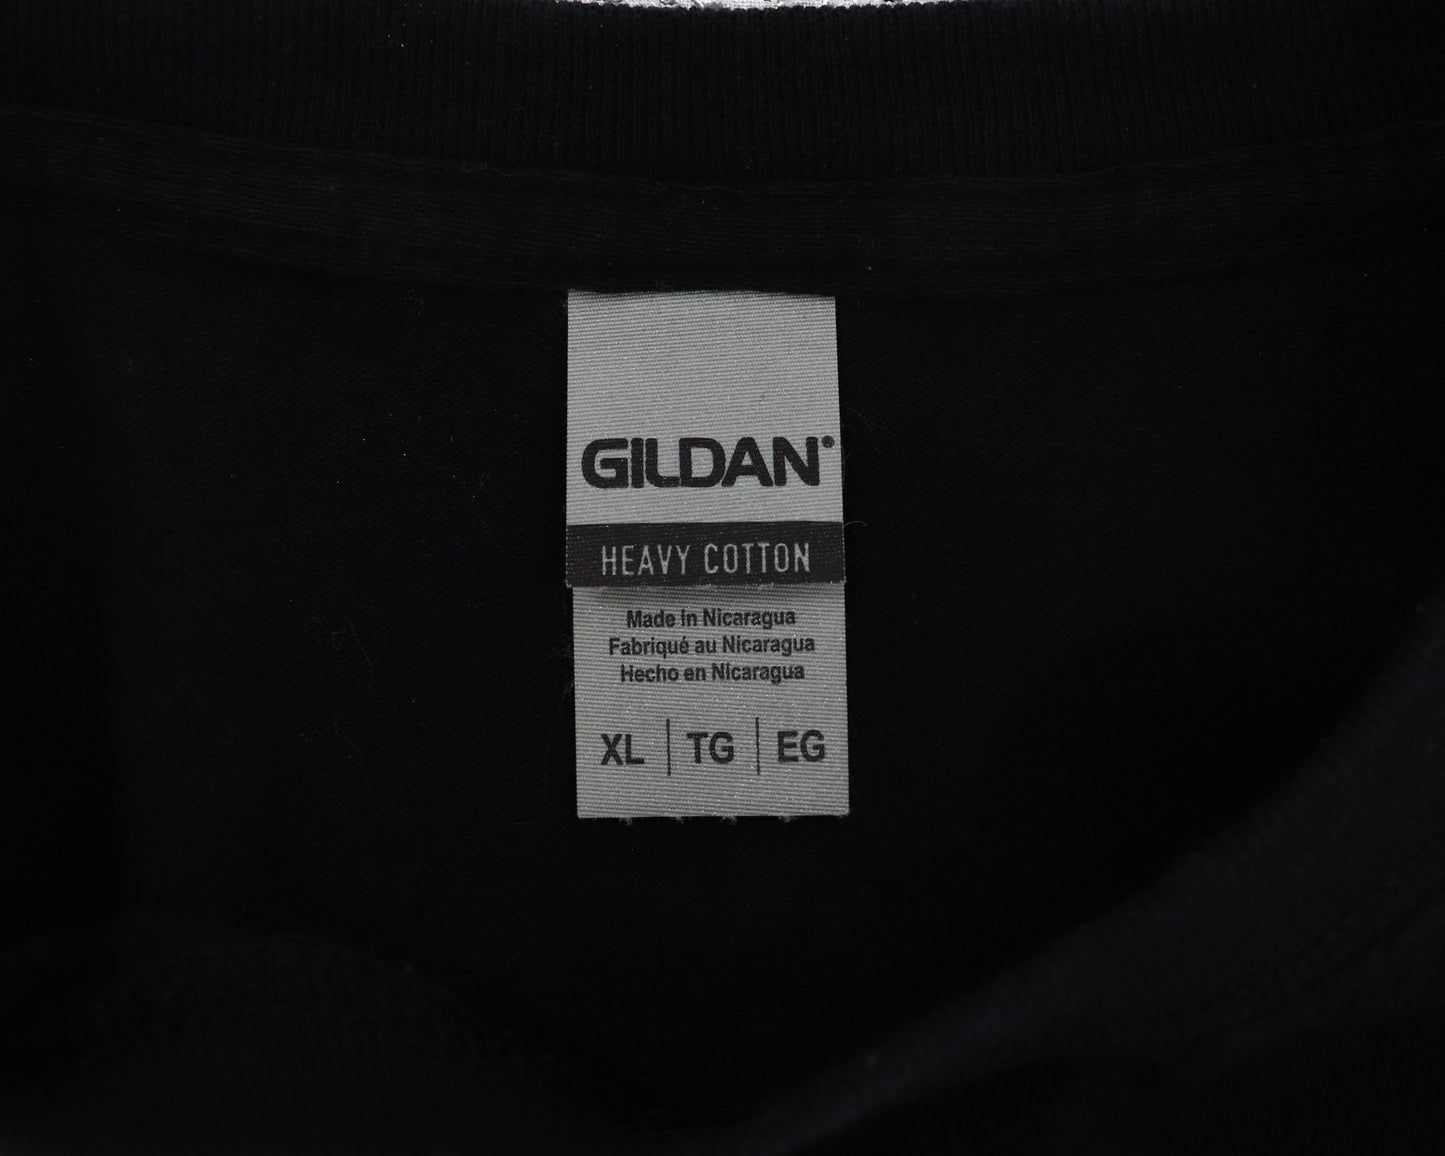 GILDAN
HEAVY COTTON
Made in Nicaragua
Fabriqué au Nicaragua
Hecho en Nicaragua
XL | TG | EG